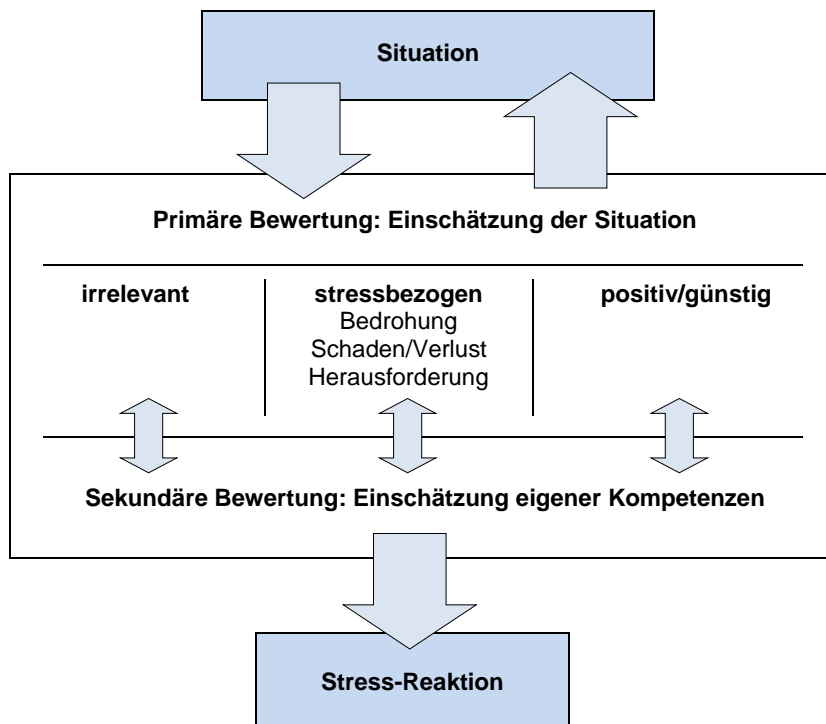 Situation
Primäre Bewertung: Einschätzung der Situation
irrelevant
stressbezogen
Bedrohung
Schaden/Verlust
Herausforderung
positiv/günstig
Sekundäre Bewertung: Einschätzung eigener Kompetenzen
Stress-Reaktion